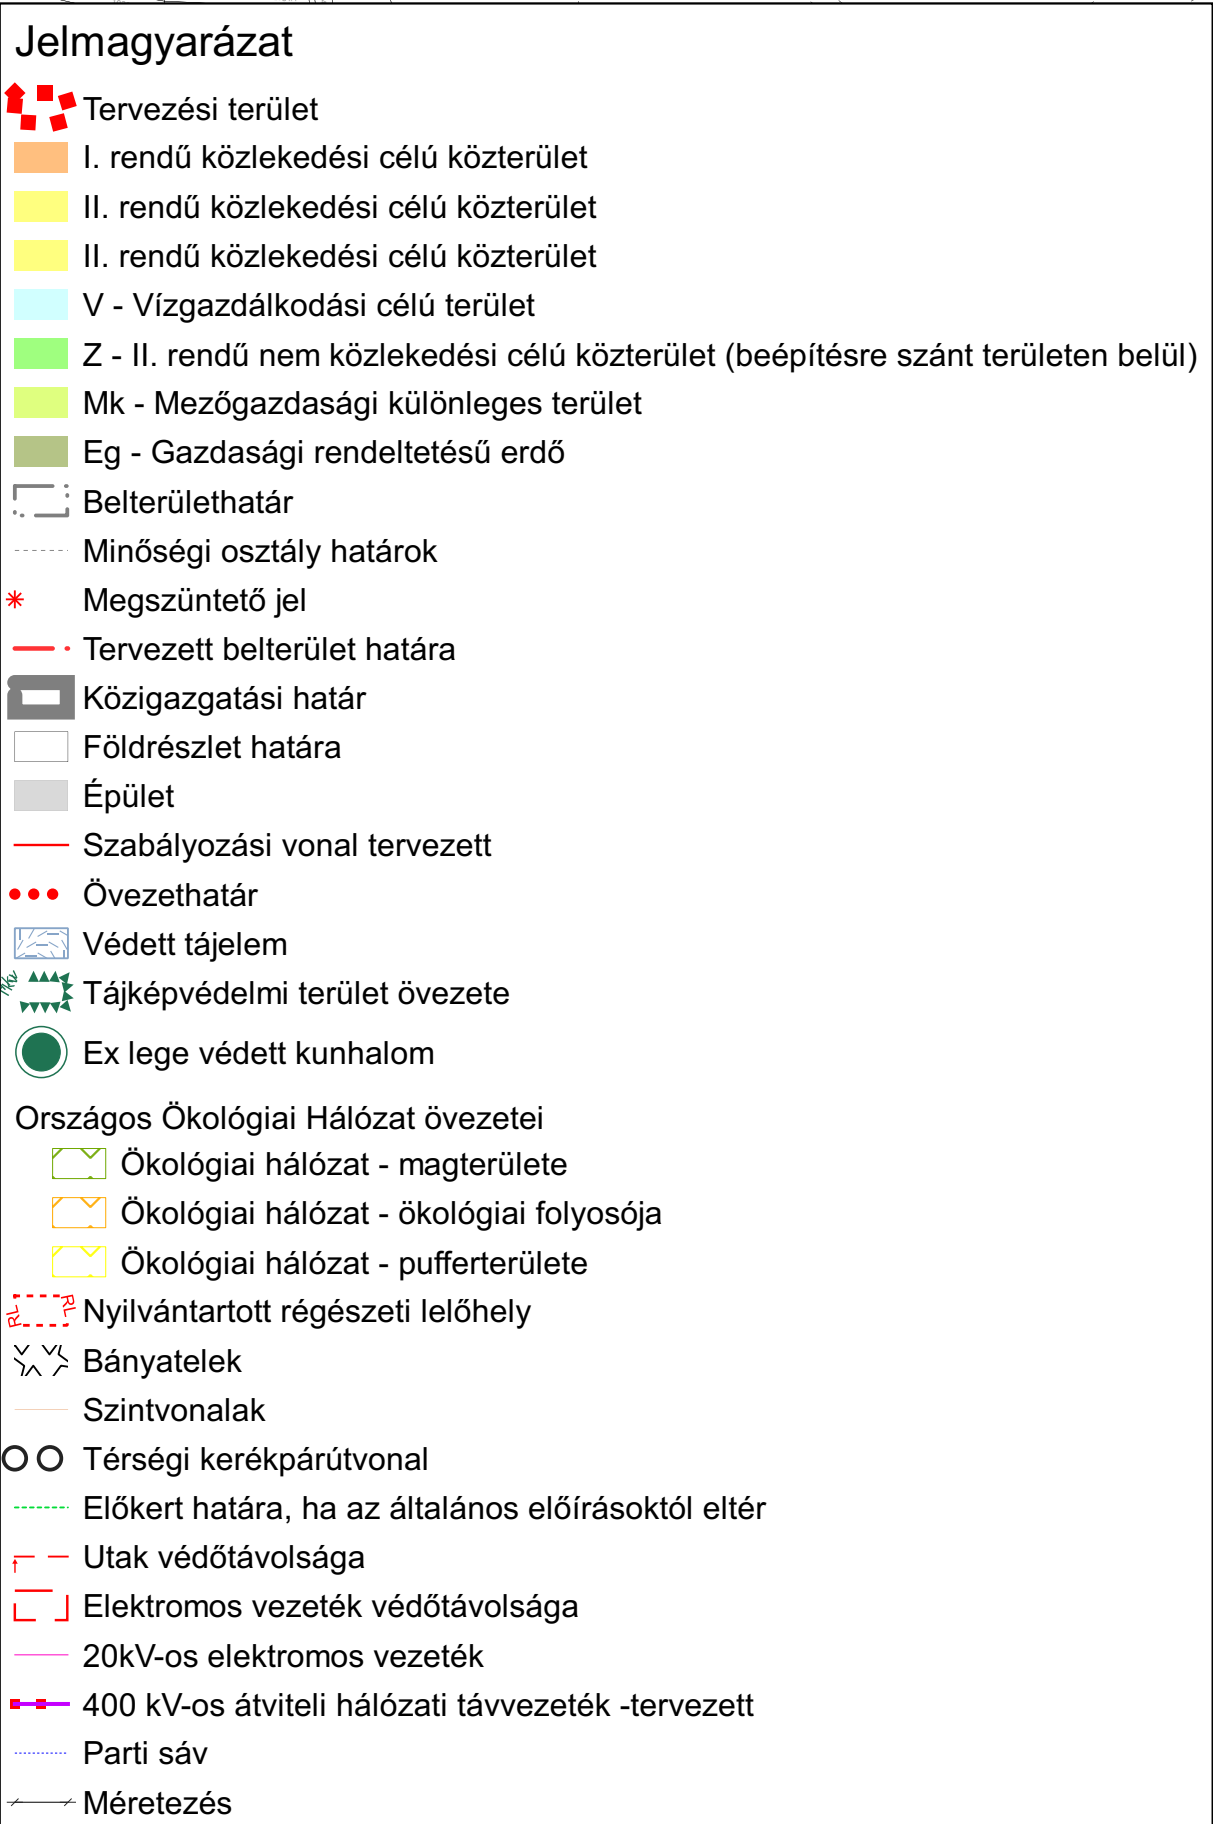 Jelmagyarázat
Tervezési terület
I. rendű közlekedési célú közterület
II. rendű közlekedési célú közterület
II. rendű közlekedési célú közterület
V - Vízgazdálkodási célú terület
Z - II. rendű nem közlekedési célú közterület (beépítésre szánt területen belül)
Mk - Mezőgazdasági különleges terület
Eg - Gazdasági rendeltetésű erdő
Belterülethatár
Minőségi osztály határok
Megszüntető jel
Tervezett belterület határa
Közigazgatási határ
Földrészlet határa
Épület
Szabályozási vonal tervezett
Övezethatár
Védett tájelem
Tájképvédelmi terület övezete
Ex lege védett kunhalom
Országos Ökológiai Hálózat övezetei
Ökológiai hálózat - magterülete
Ökológiai hálózat - ökológiai folyosója
Ökológiai hálózat - pufferterülete
RL RL Nyilvántartott régészeti lelőhely
Bányatelek
Szintvonalak
Térségi kerékpárútvonal
Előkert határa, ha az általános előírásoktól eltér
Utak védőtávolsága
Elektromos vezeték védőtávolsága
20kV-os elektromos vezeték
400 kV-os átviteli hálózati távvezeték -tervezett
Parti sáv
Méretezés